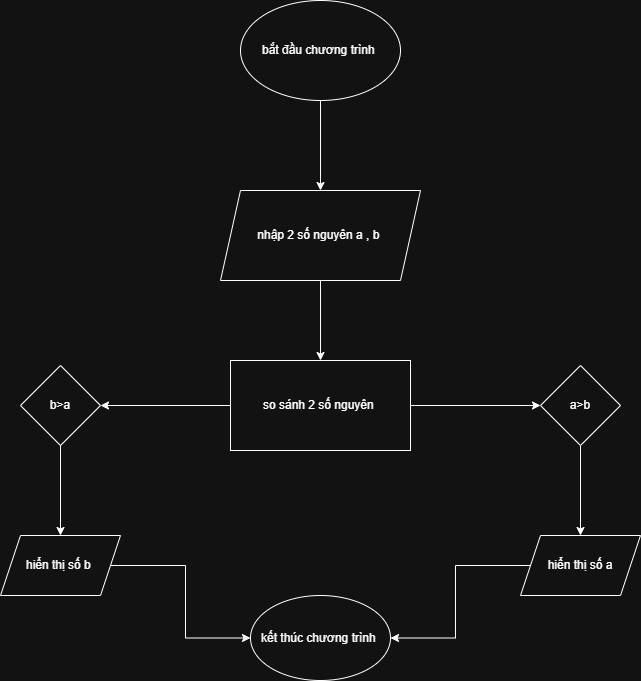 bắt đầu chương trình
nhập 2 số nguyên a , b
b>a
so sánh 2 số nguyên
a>b
hiển thị số b
hiển thị số a
kết thúc chương trình